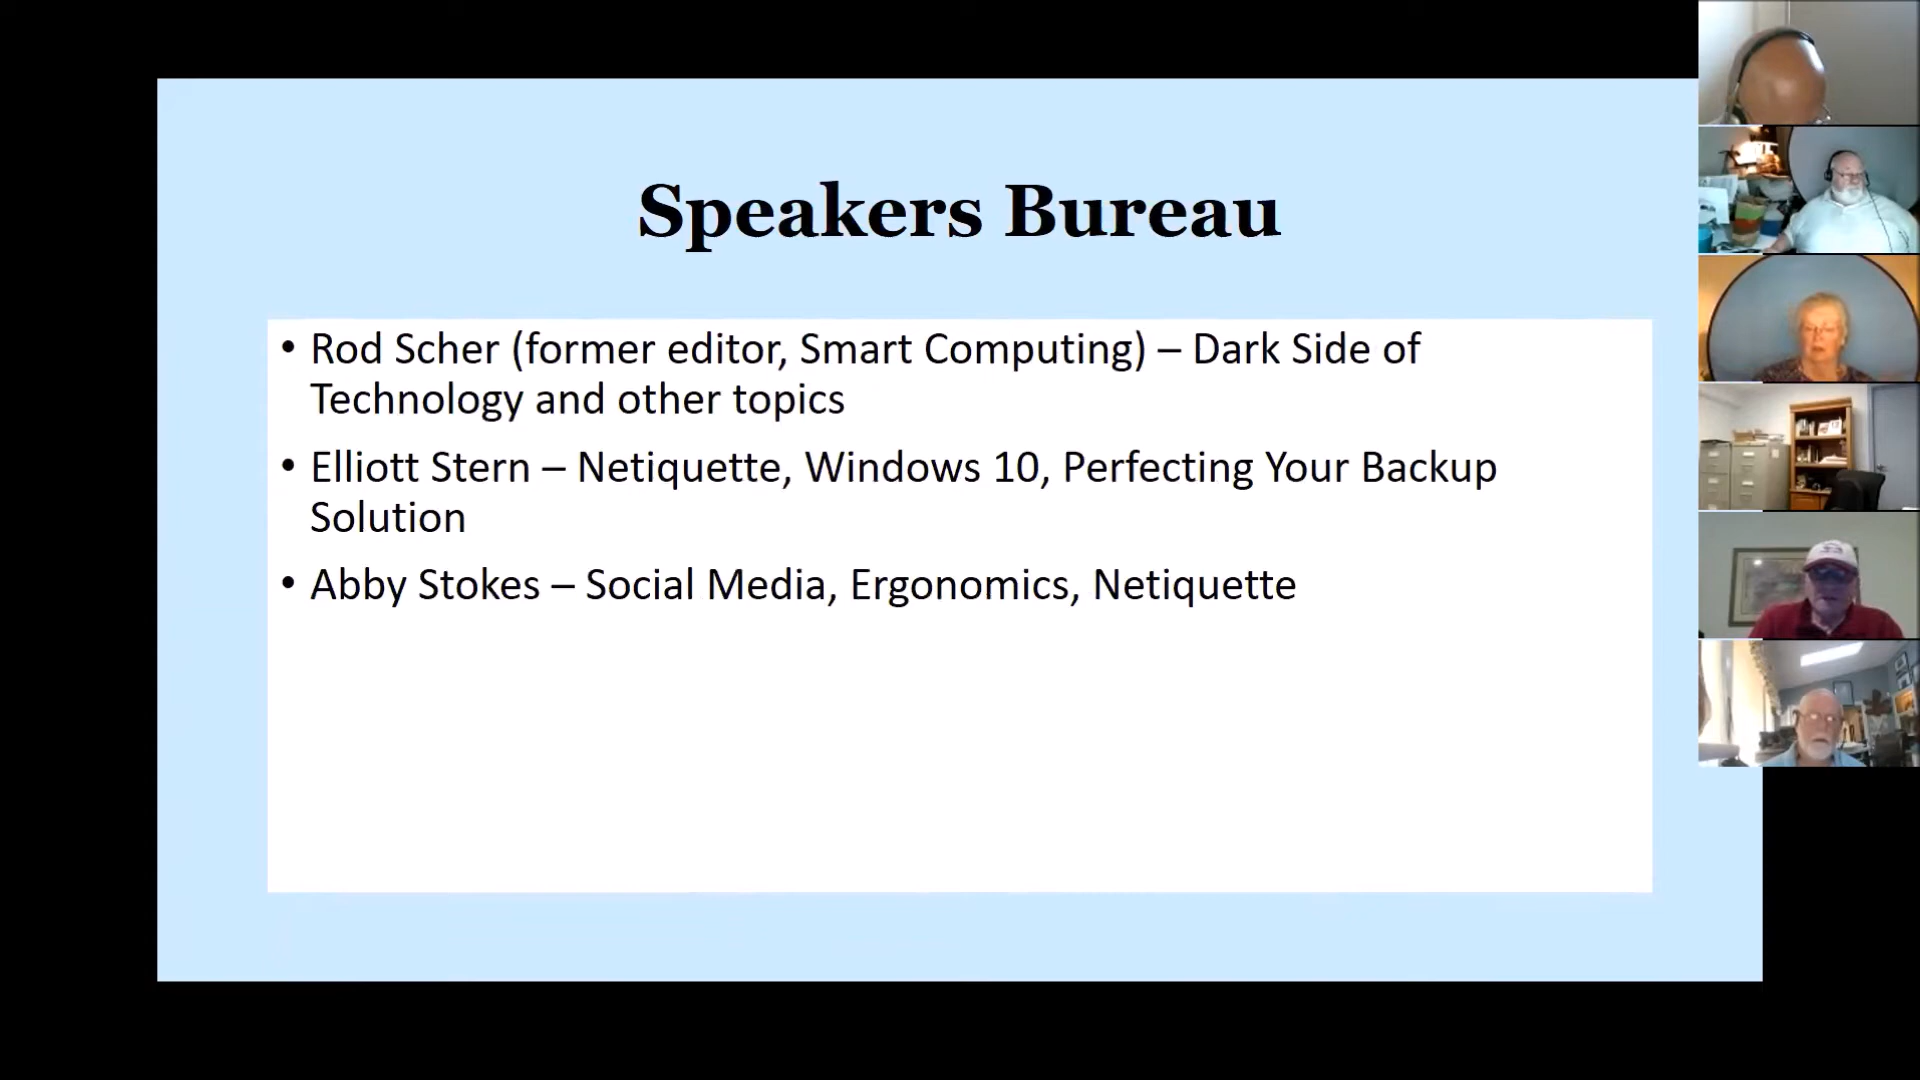 Speakers Bureau
• Rod Scher (former editor, Smart Computing) – Dark Side of
Technology and other topics
• Elliott Stern – Netiquette, Windows 10, Perfecting Your Backup
Solution
• Abby Stokes – Social Media, Ergonomics, Netiquette